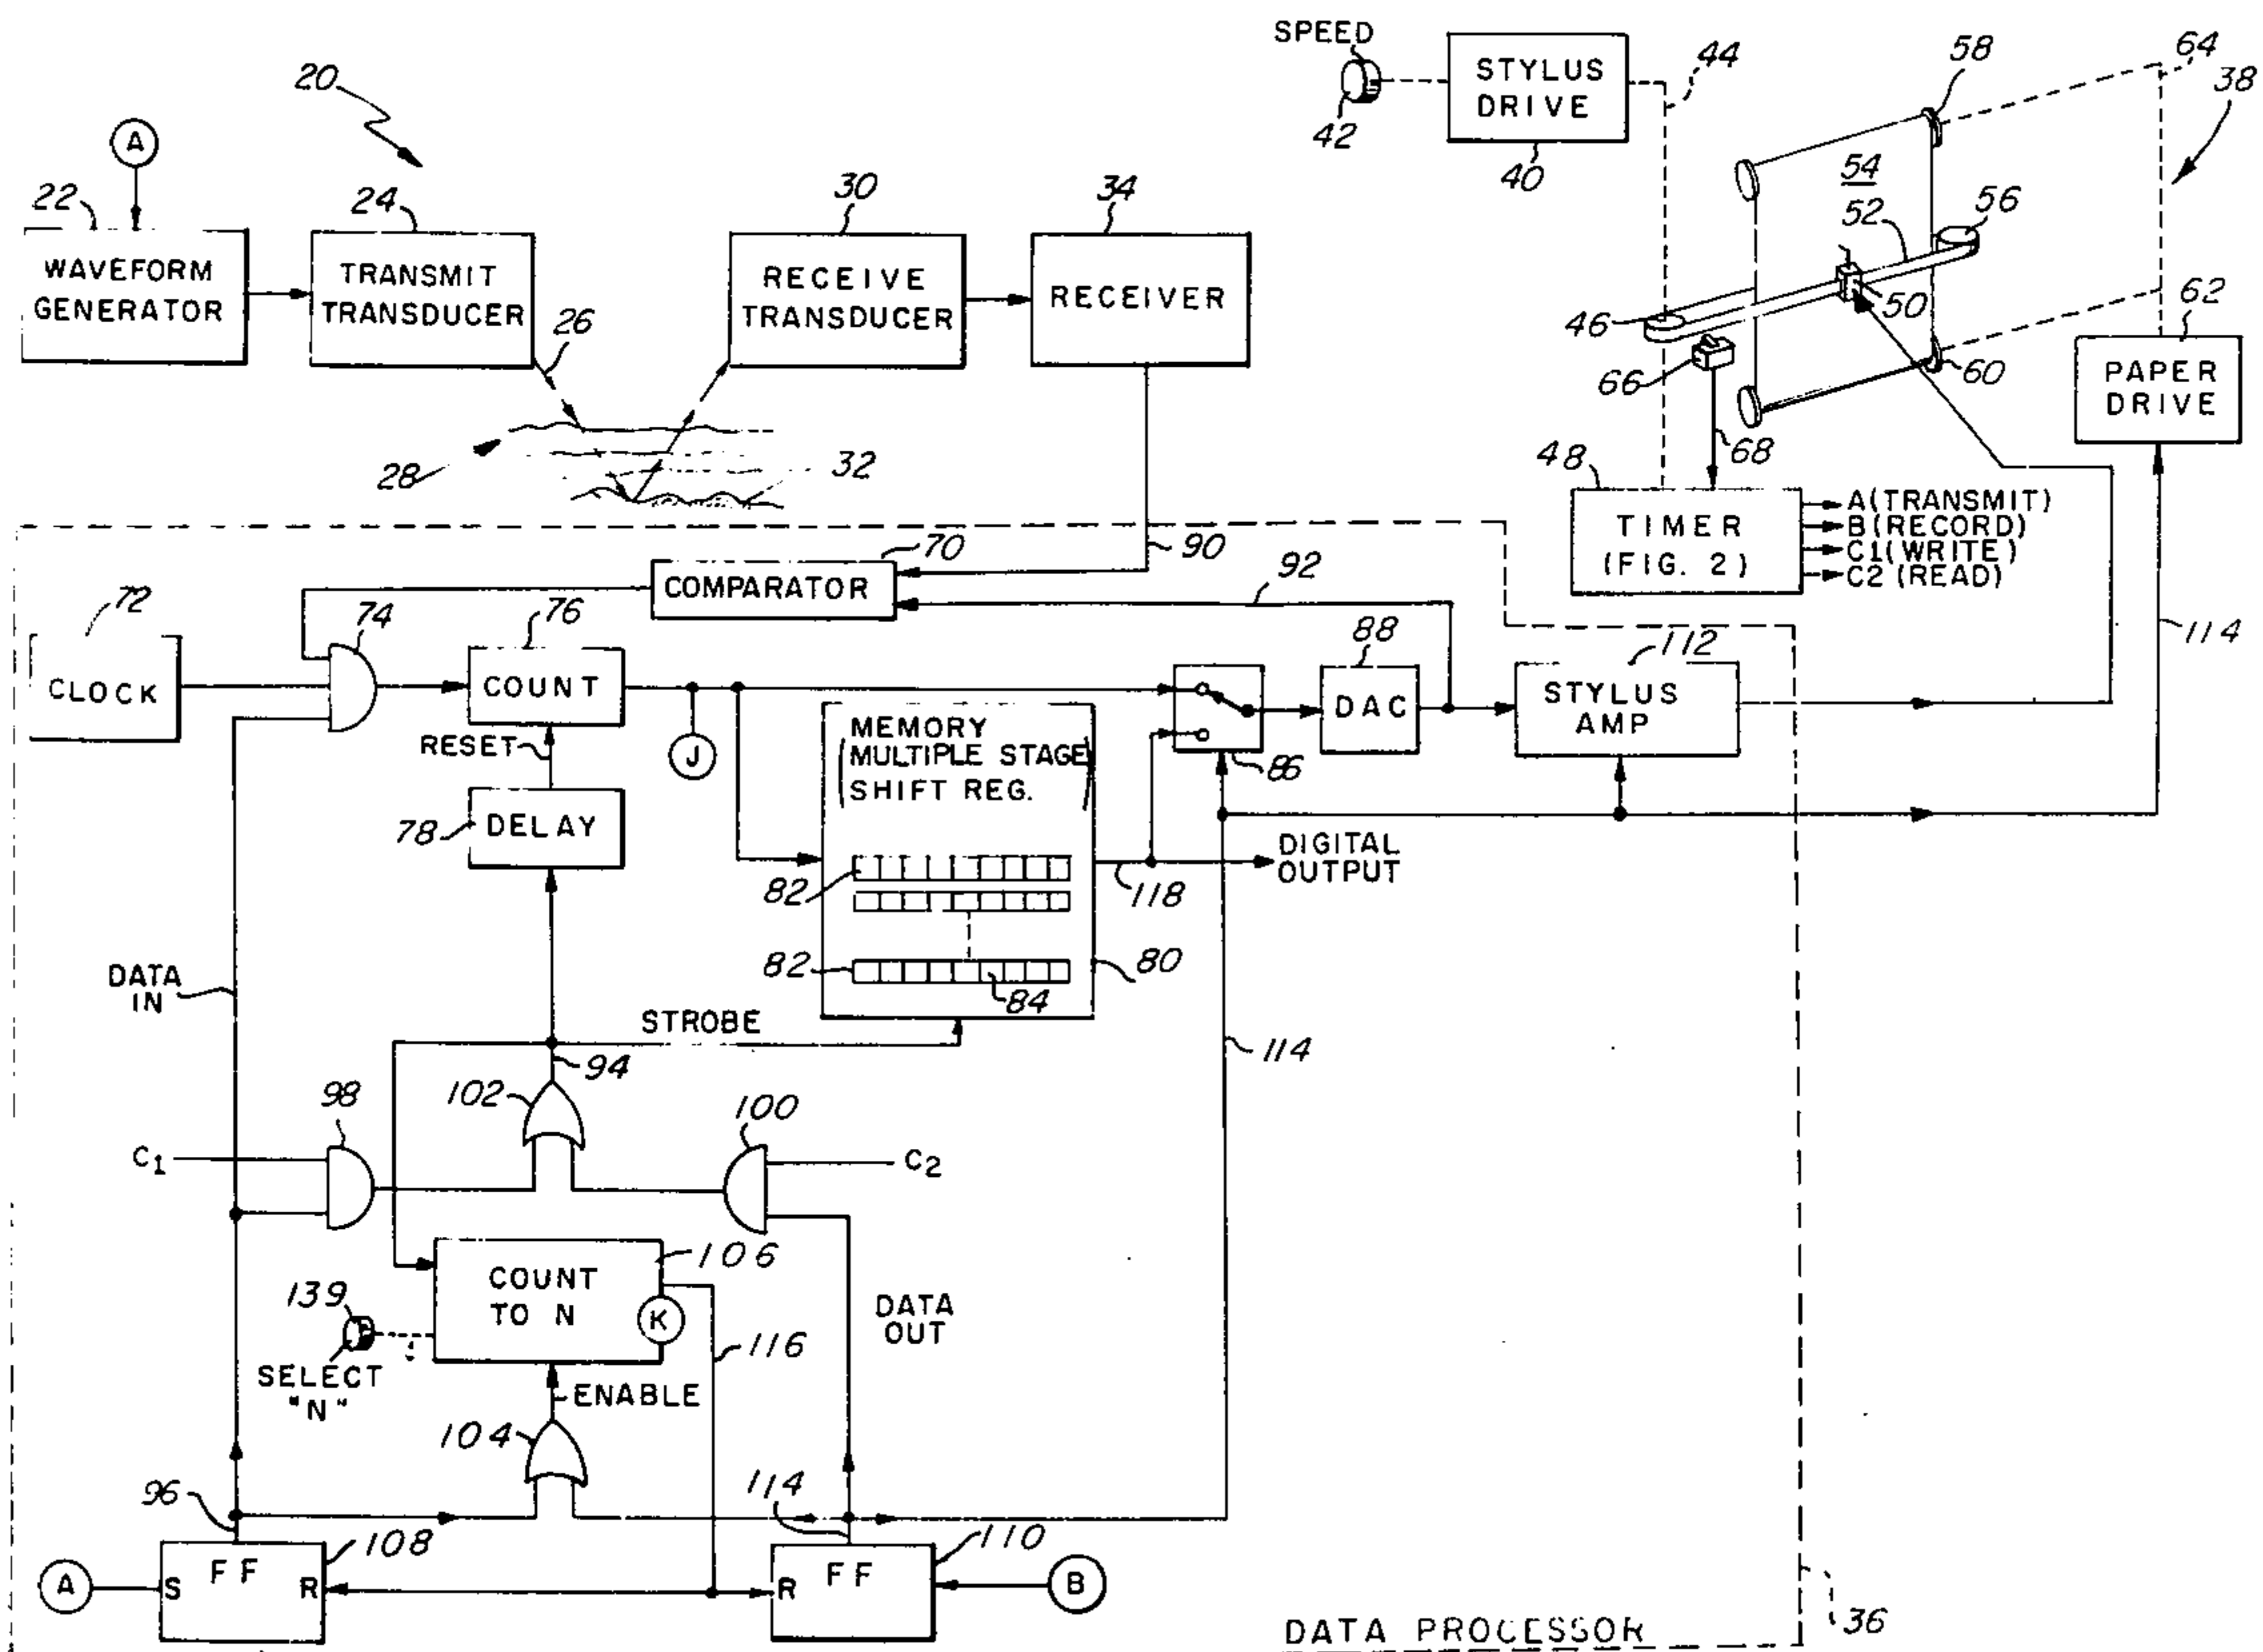 SPEED
42
STYLUS
DRIVE
40
44
58
64
38
20
A
22
WAVEFORM
GENERATOR
24
TRANSMIT
TRANSDUCER
26
30
RECEIVE
TRANSDUCER
34
RECEIVER
28
32
54
52
56
50
46
66
60
62
PAPER
DRIVE
68
48
TIMER
(FIG. 2)
A (TRANSMIT)
B (RECORD)
C1 (WRITE)
C2 (READ)
114
90
70
COMPARATOR
92
72
CLOCK
74
76
COUNT
RESET
J
78
DELAY
MEMORY
MULTIPLE STAGE
SHIFT REG.
82
82
84
80
118
DIGITAL
OUTPUT
86
88
DAC
112
STYLUS
AMP
DATA
IN
STROBE
94
114
98
102
100
C1
C2
106
COUNT
TO N
K
139
SELECT
"N"
116
DATA
OUT
ENABLE
104
96
114
108
S FF R
A
110
R FF
B
DATA PROCESSOR
36